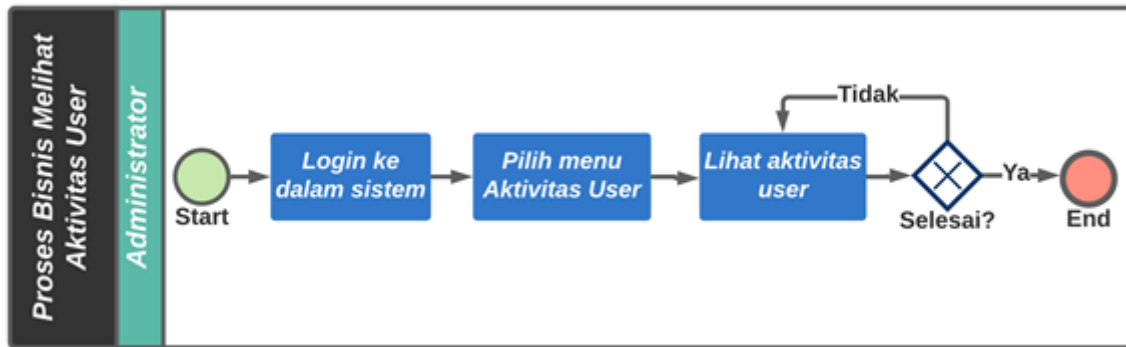 Proses Bisnis Melihat
Aktivitas User
Administrator
Start
Login ke
dalam sistem
Pilih menu
Aktivitas User
Lihat aktivitas
user
Tidak
Selesai?
Ya
End